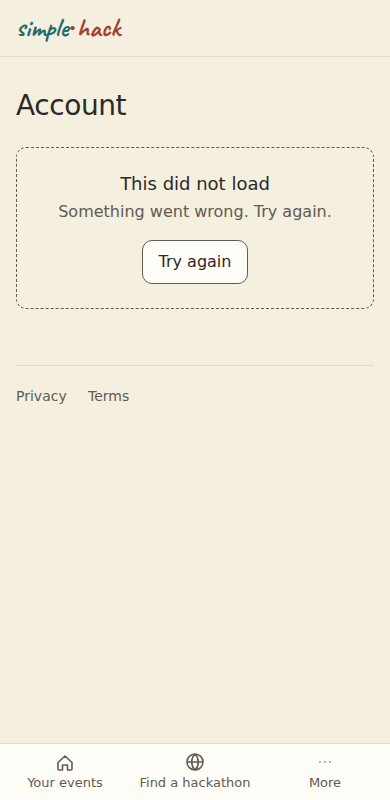 simple·hack
Account
This did not load
Something went wrong. Try again.
Try again
Privacy Terms
Your events Find a hackathon More